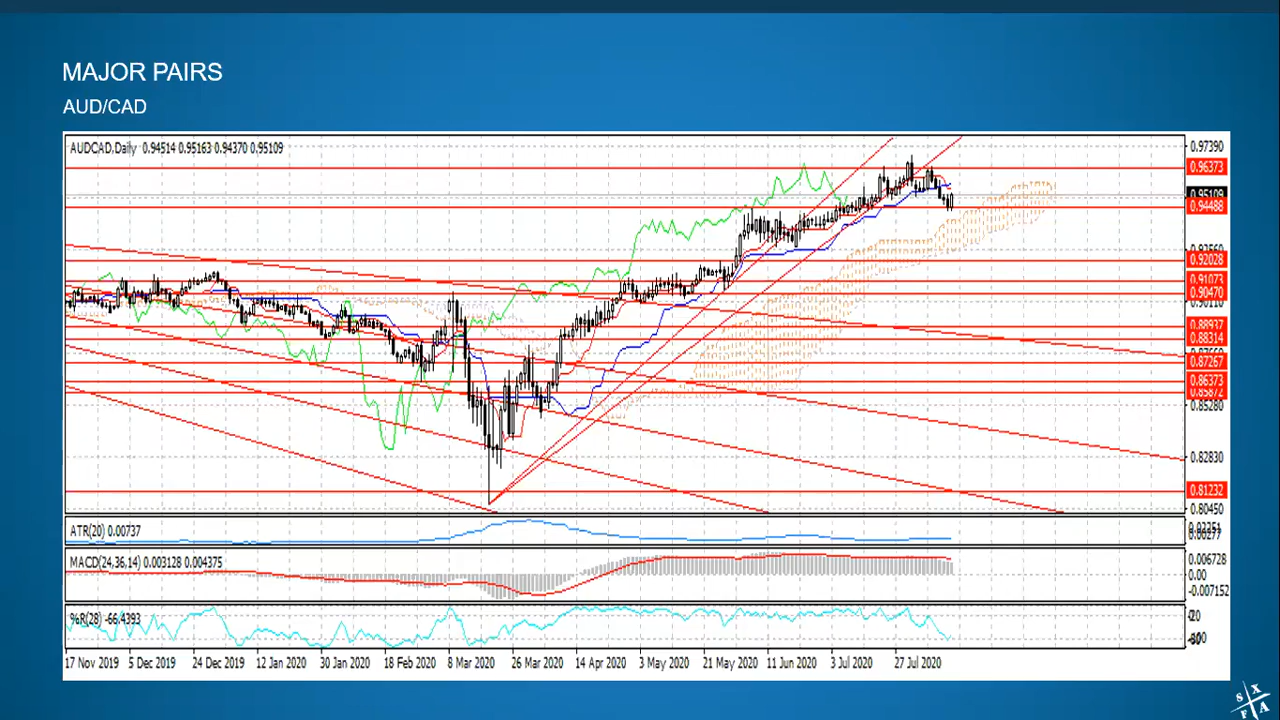 MAJOR PAIRS
AUD/CAD
AUDCAD,Daily 0.94514 0.95163 0.94370 0.95109
0.97390
0.96373
0.95109
0.94488
0.92028
0.91073
0.90470
0.88937
0.88314
0.87267
0.86373
0.85872
0.85280
0.82830
0.81232
0.80450
ATR(20) 0.00737
MACD(24,36,14) 0.003128 0.004375
0.006728
0.00
-0.007152
%R(28) -66.4393
17 Nov 2019 5 Dec 2019 24 Dec 2019 12 Jan 2020 30 Jan 2020 18 Feb 2020 8 Mar 2020 26 Mar 2020 14 Apr 2020 3 May 2020 21 May 2020 11 Jun 2020 3 Jul 2020 27 Jul 2020
S X
F A